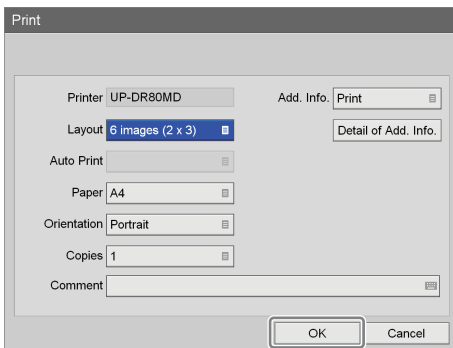 Print
Printer UP-DR80MD Add. Info. Print
Layout 6 images (2 x 3) Detail of Add. Info.
Auto Print
Paper A4
Orientation Portrait
Copies 1
Comment
OK Cancel